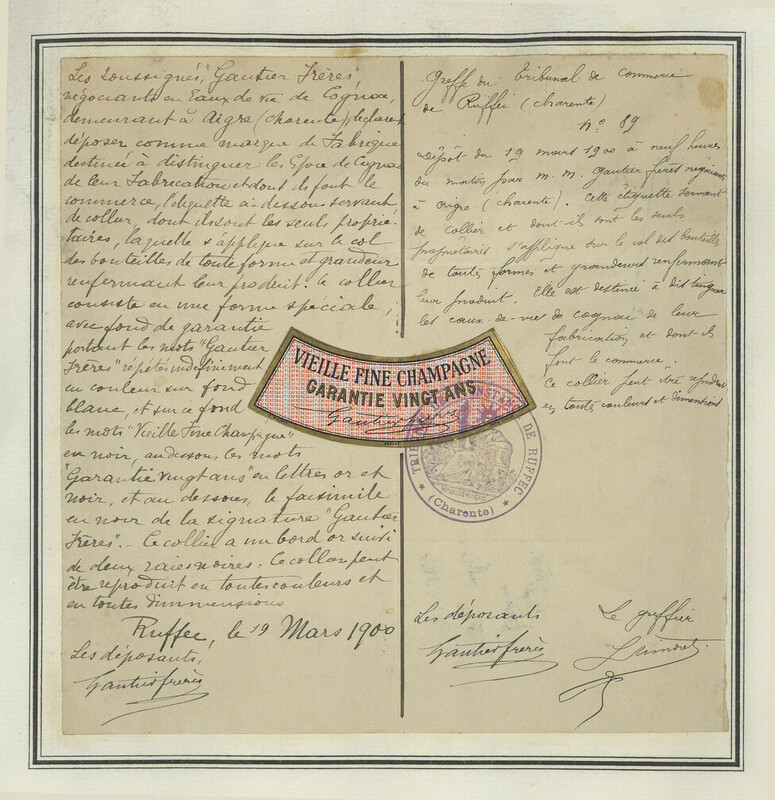 Les Soussignés, "Gautier Frères",
négociants en Eaux de vie de Cognac,
demeurant à Aigre (charente), déclarent
déposer comme marque de Fabrique
destinée à distinguer les Eaux de Cognac
de leur Fabrication et dont ils font le
commerce, l'étiquette ci-dessous servant
de collier, dont ils sont les seuls proprié-
taires, laquelle s'applique sur le col
des bouteilles de toute forme et grandeur
renfermant leur produit. Ce collier
consiste en une forme spéciale,
avec fond de garantie
portant les mots "Gautier
Frères" répétés indéfiniment
en couleur sur fond
blanc, et sur ce fond
les mots "Vieille Fine Champagne"
en noir, au dessous les mots
"Garantie vingt ans" en lettres or et
noir, et au dessous, le facsimile
en noir de la signature "Gautier
Frères". - Ce collier a un bord or suivi
de deux raies noires. Ce collier peut
être reproduit en toutes couleurs et
en toutes dimmensions
Ruffec, le 19 Mars 1900
Les déposants,
Gautier frères
VIEILLE FINE CHAMPAGNE
GARANTIE VINGT ANS
Gautier frères
Greffe du Tribunal de commerce
de Ruffec (charente)
no 89
Dépôt du 19 mars 1900 à neuf heures
du matin par m. m. Gautier frères négociants
à aigre (charente). Cette étiquette servant
de collier et dont-ils sont les seuls
propriétaires s'applique sur le col des bouteilles
de toutes formes et grandeurs renfermant
leur produit. Elle est destinée à distinguer
les eaux-de-vies de cognac de leur
fabrication et dont-ils
font le commerce.
Ce collier peut être reproduit
en toutes couleurs et dimentions
DE RUFFEC
(Charente)
Les déposants
Gautier frères
Le greffier